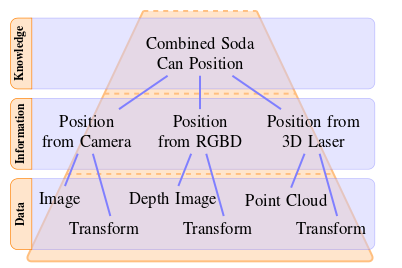 Knowledge
Combined Soda
Can Position
Information
Position
from Camera
Position
from RGBD
Position from
3D Laser
Data
Image
Transform
Depth Image
Transform
Point Cloud
Transform